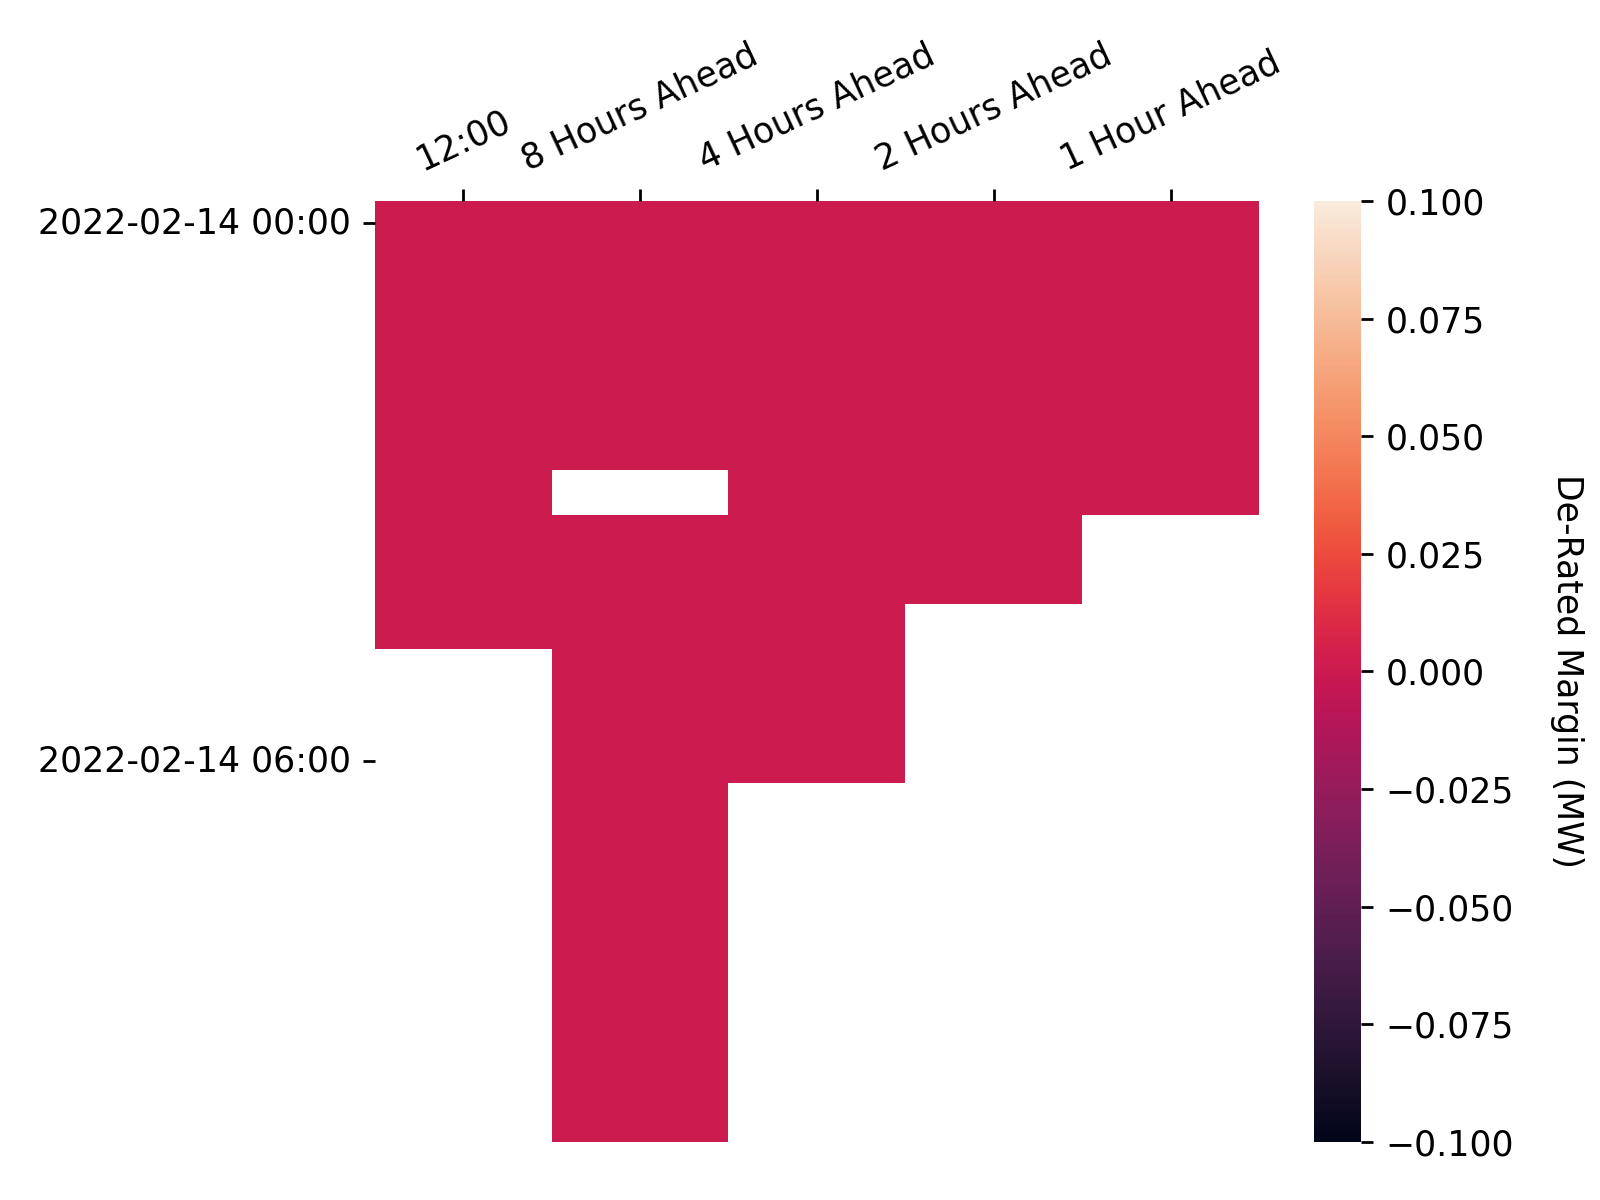 12:00
8 Hours Ahead
4 Hours Ahead
2 Hours Ahead
1 Hour Ahead
2022-02-14 00:00
2022-02-14 06:00
0.100
0.075
0.050
0.025
0.000
−0.025
−0.050
−0.075
−0.100
De-Rated Margin (MW)